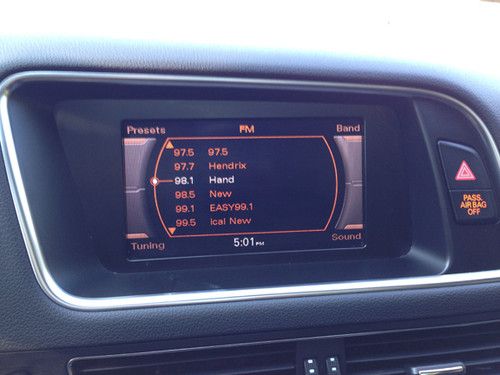 Presets FM Band
97.5 97.5
97.7 Hendrix
98.1 Hand
98.5 New
99.1 EASY99.1
99.5 ical New
Tuning 5:01PM Sound
PASS.
AIR BAG
OFF